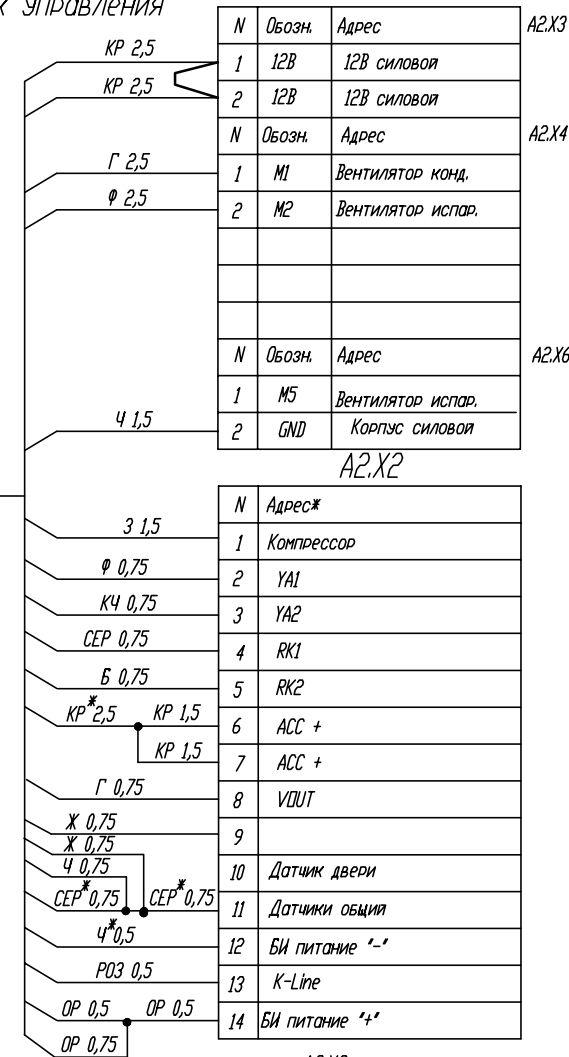 Управления
N Обозн. Адрес A2.X3
КР 2,5 1 12В 12В силовой
КР 2,5 2 12В 12В силовой
N Обозн. Адрес A2.X4
Г 2,5 1 М1 Вентилятор конд.
Ф 2,5 2 М2 Вентилятор испар.
N Обозн. Адрес A2.X6
1 М5 Вентилятор испар.
Ч 1,5 2 GND Корпус силовой
A2.X2
N Адрес*
З 1,5 1 Компрессор
Ф 0,75 2 YA1
КЧ 0,75 3 YA2
СЕР 0,75 4 RK1
Б 0,75 5 RK2
КР*2,5 КР 1,5 6 ACC +
КР 1,5 7 ACC +
Г 0,75 8 VOUT
Ж 0,75 9
Ж 0,75
Ч 0,75 10 Датчик двери
СЕР*0,75 СЕР*0,75 11 Датчики общий
Ч*0,5 12 БИ питание "-"
РОЗ 0,5 13 K-Line
ОР 0,5 ОР 0,5 14 БИ питание "+"
ОР 0,75